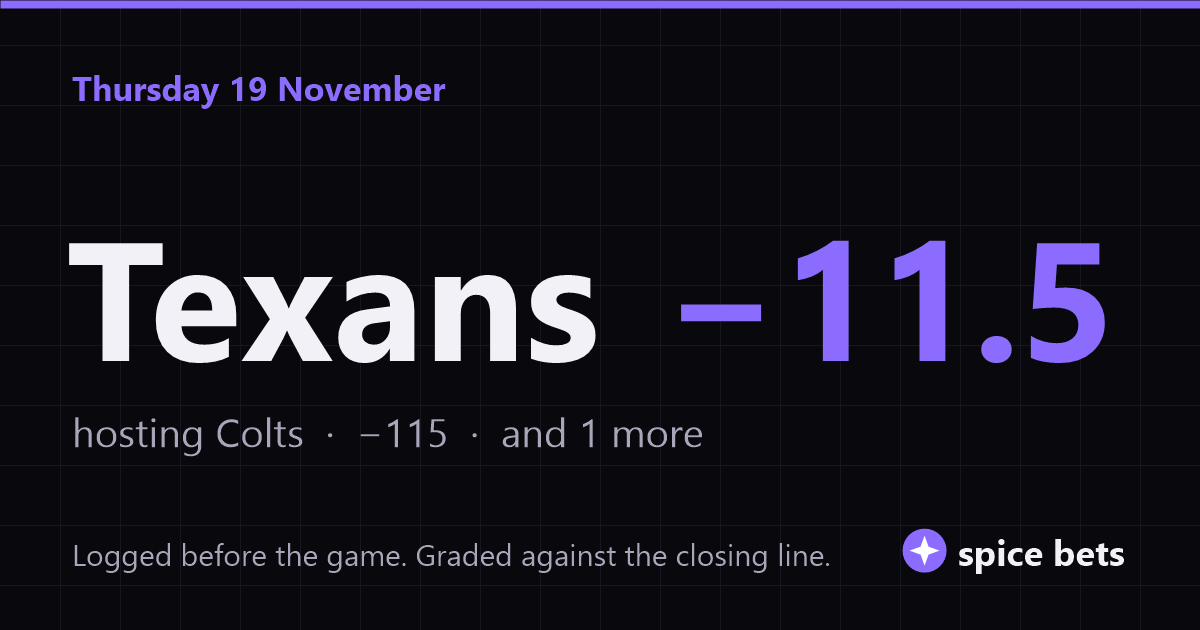 Thursday 19 November
Texans −11.5
hosting Colts · −115 · and 1 more
Logged before the game. Graded against the closing line.
spice bets